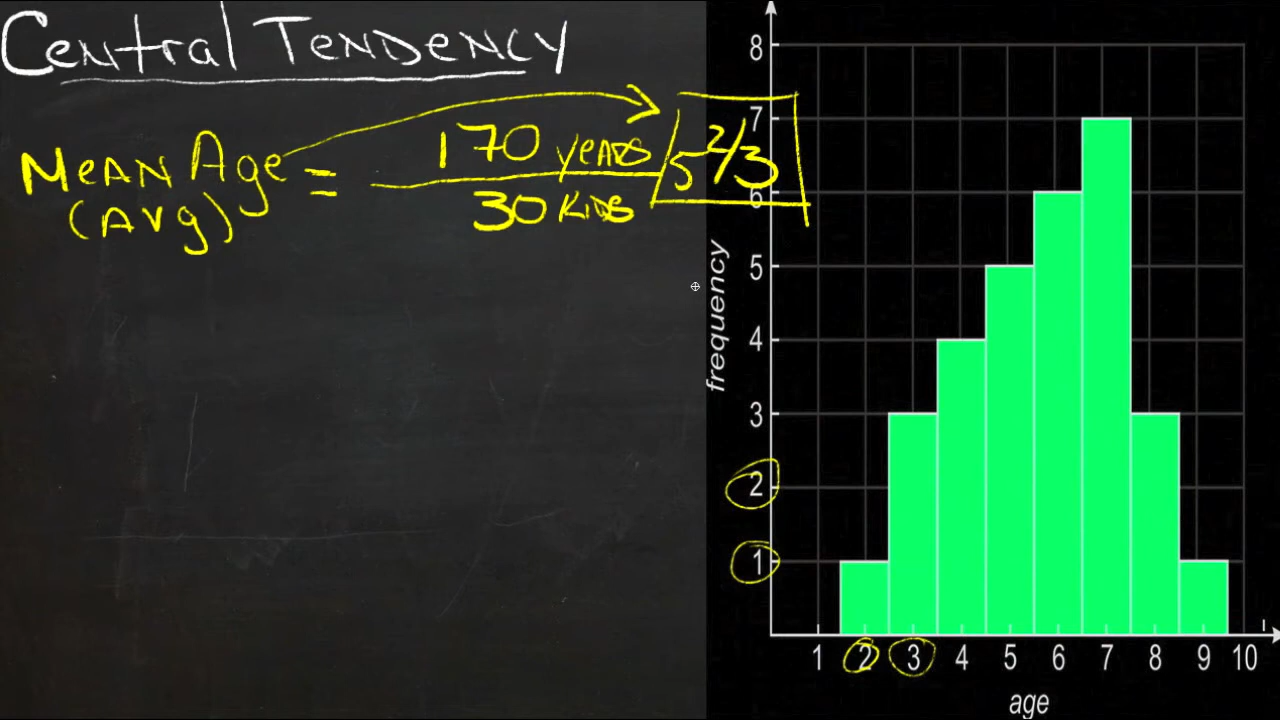 Central Tendency
Mean Age = 170 years / 30 kids 5 2/3
(Avg)
8
7
6
5
4
3
2
1
frequency
1 2 3 4 5 6 7 8 9 10
age